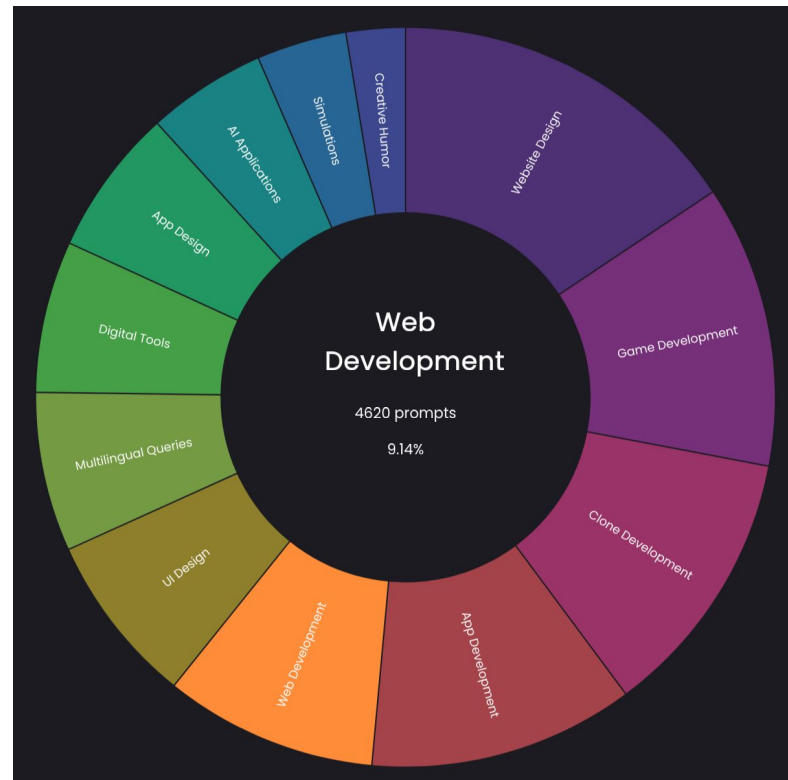 Web
Development
4620 prompts
9.14%
Website Design
Game Development
Clone Development
App Development
Web Development
UI Design
Multilingual Queries
Digital Tools
App Design
AI Applications
Simulations
Creative Humor